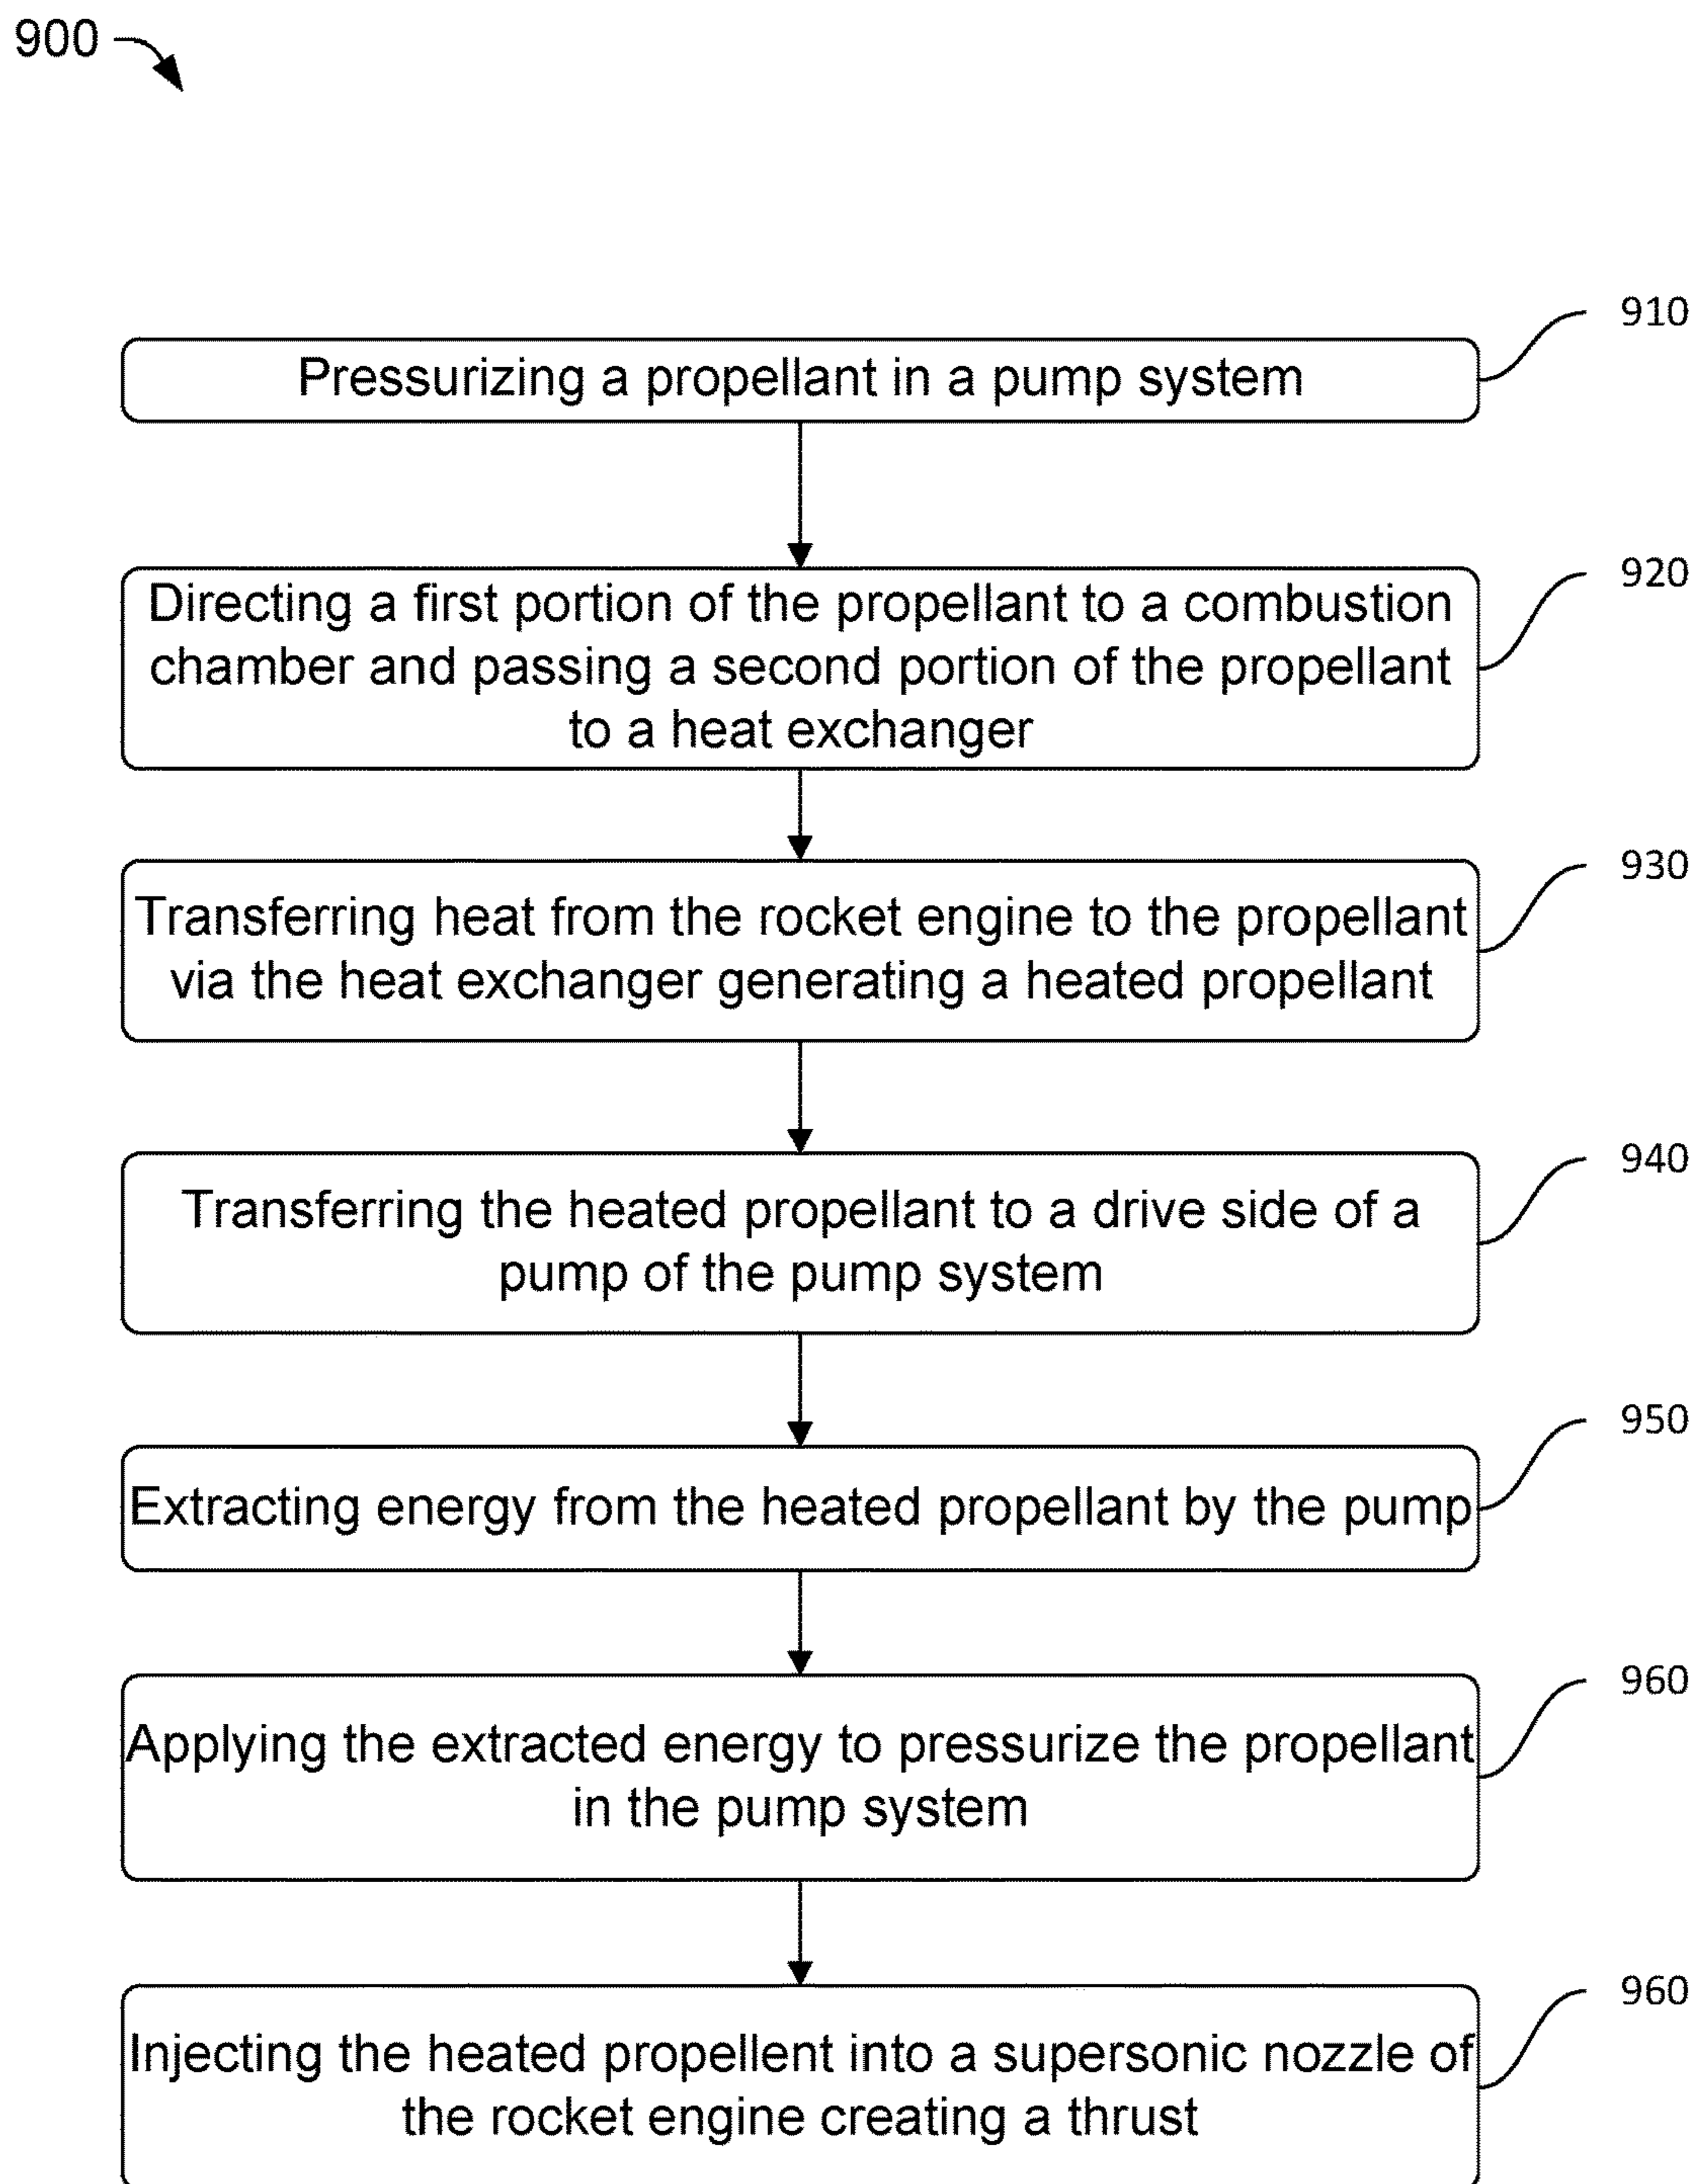 900
910
Pressurizing a propellant in a pump system
920
Directing a first portion of the propellant to a combustion
chamber and passing a second portion of the propellant
to a heat exchanger
930
Transferring heat from the rocket engine to the propellant
via the heat exchanger generating a heated propellant
940
Transferring the heated propellant to a drive side of a
pump of the pump system
950
Extracting energy from the heated propellant by the pump
960
Applying the extracted energy to pressurize the propellant
in the pump system
960
Injecting the heated propellent into a supersonic nozzle of
the rocket engine creating a thrust